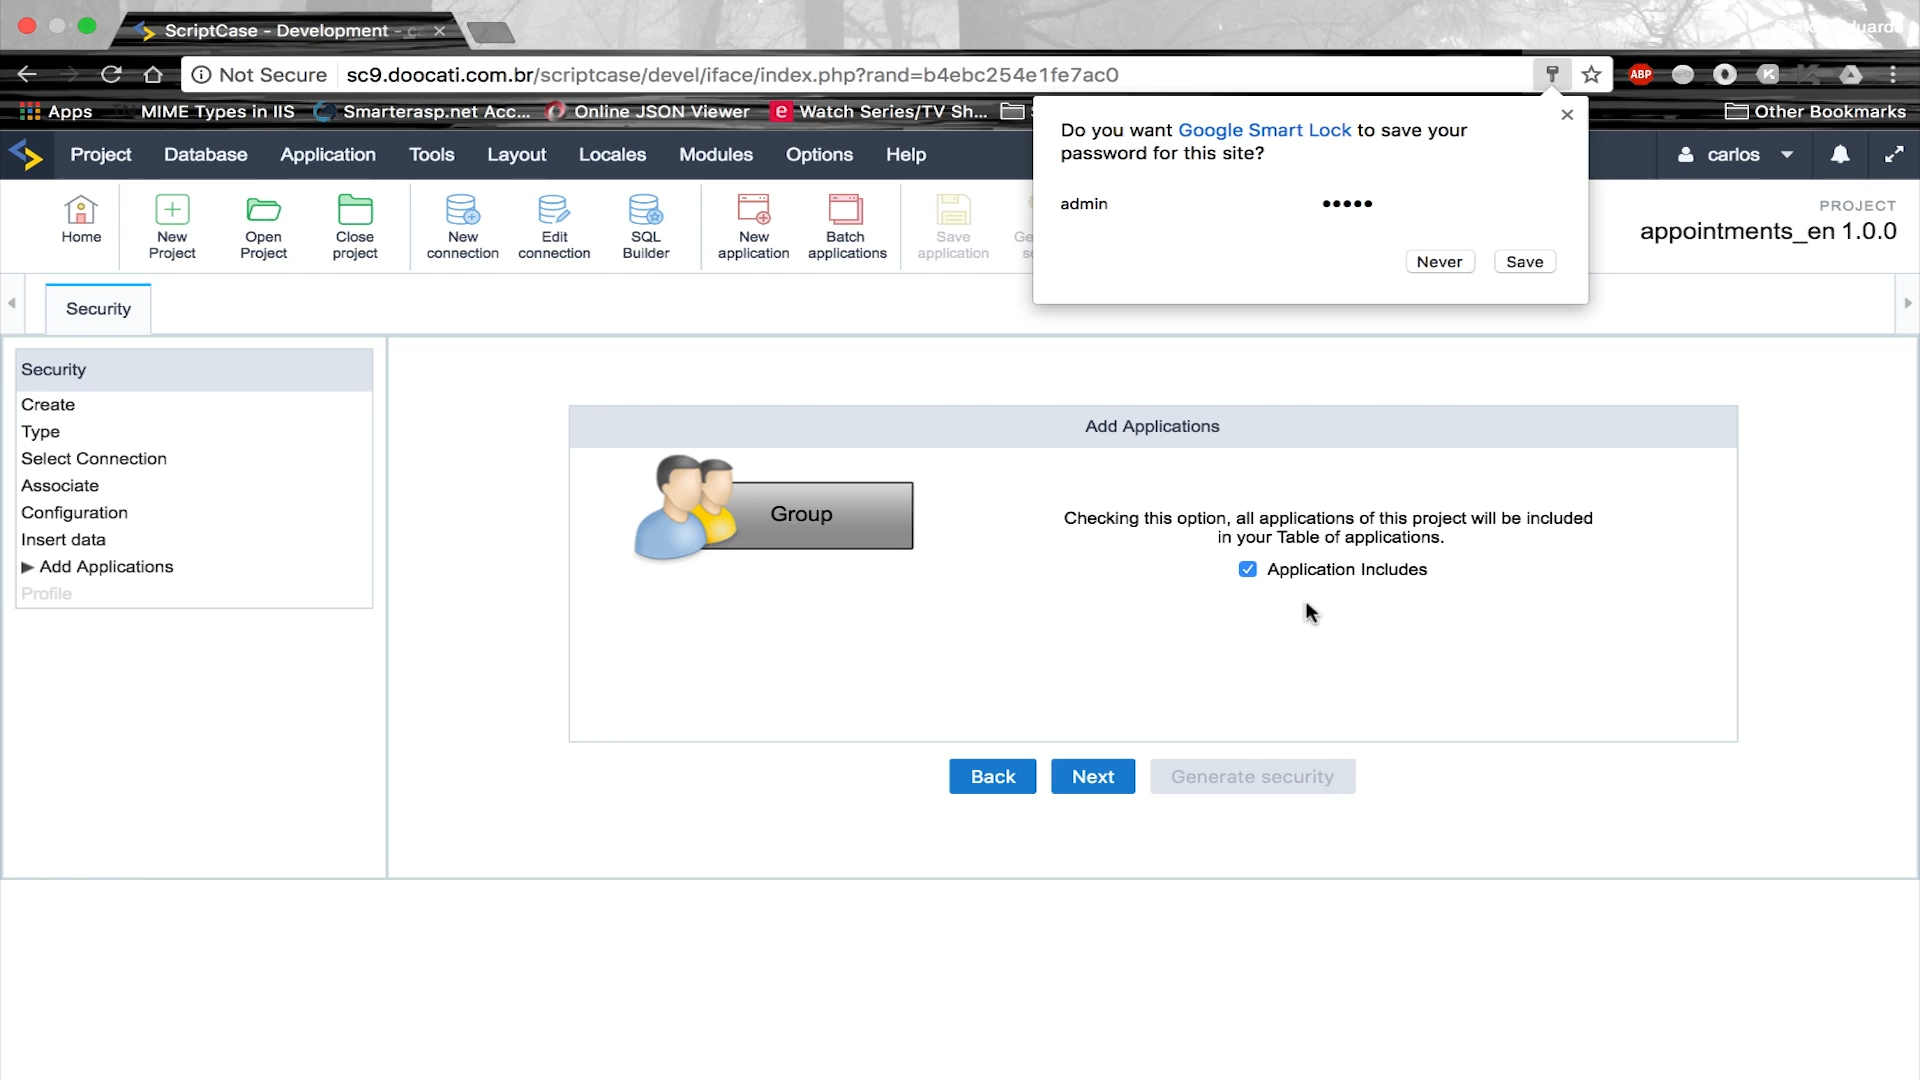 ScriptCase - Development -
Not Secure
sc9.doocati.com.br/scriptcase/devel/iface/index.php?rand=b4ebc254e1fe7ac0
ABP
Apps
MIME Types in IIS
Smarterasp.net Acc...
Online JSON Viewer
Watch Series/TV Sh...
Other Bookmarks
Do you want Google Smart Lock to save your
password for this site?
admin
•••••
Never
Save
Project
Database
Application
Tools
Layout
Locales
Modules
Options
Help
carlos
Home
New
Project
Open
Project
Close
project
New
connection
Edit
connection
SQL
Builder
New
application
Batch
applications
Save
application
PROJECT
appointments_en 1.0.0
Security
Security
Create
Type
Select Connection
Associate
Configuration
Insert data
Add Applications
Profile
Add Applications
Group
Checking this option, all applications of this project will be included
in your Table of applications.
Application Includes
Back
Next
Generate security